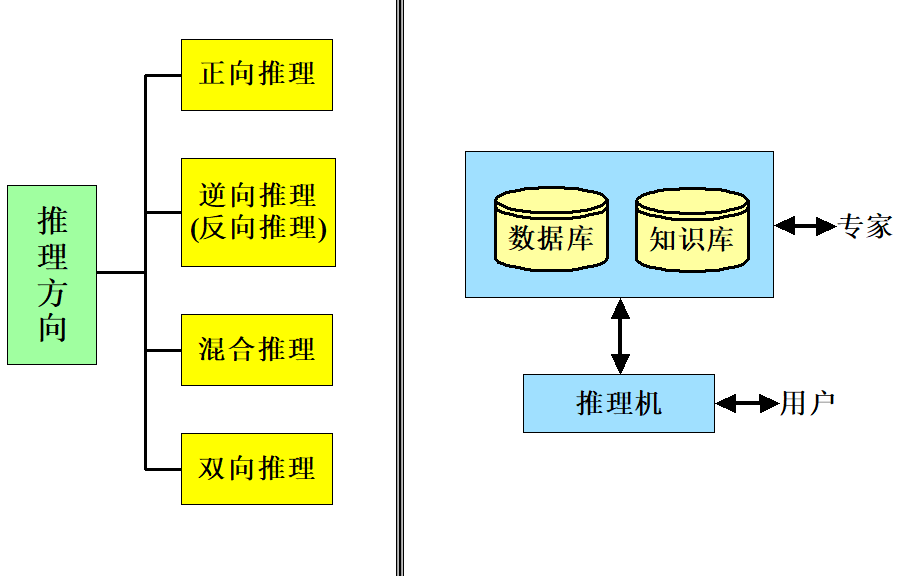 推理方向
正向推理
逆向推理
(反向推理)
混合推理
双向推理
数据库
知识库
专家
推理机
用户